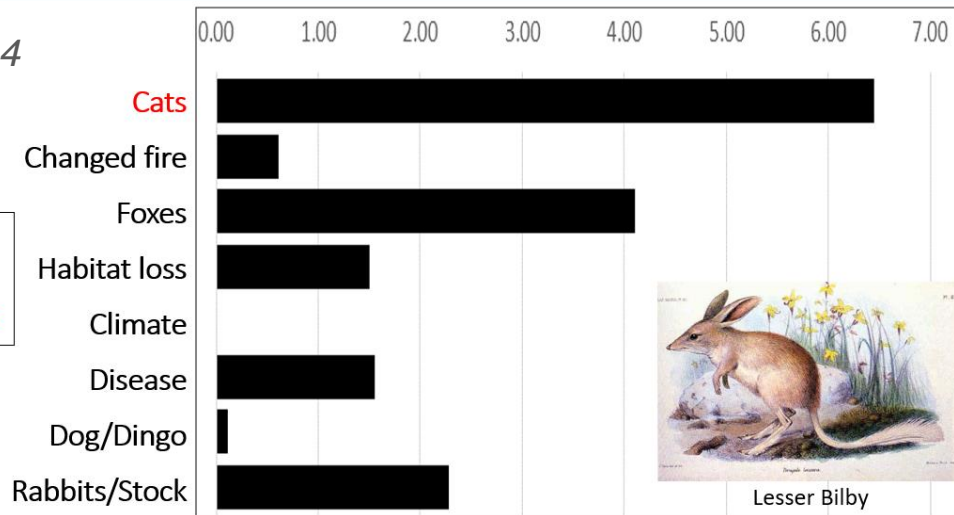 4
0.00 1.00 2.00 3.00 4.00 5.00 6.00 7.00
Cats
Changed fire
Foxes
Habitat loss
Climate
Disease
Dog/Dingo
Rabbits/Stock
Lesser Bilby